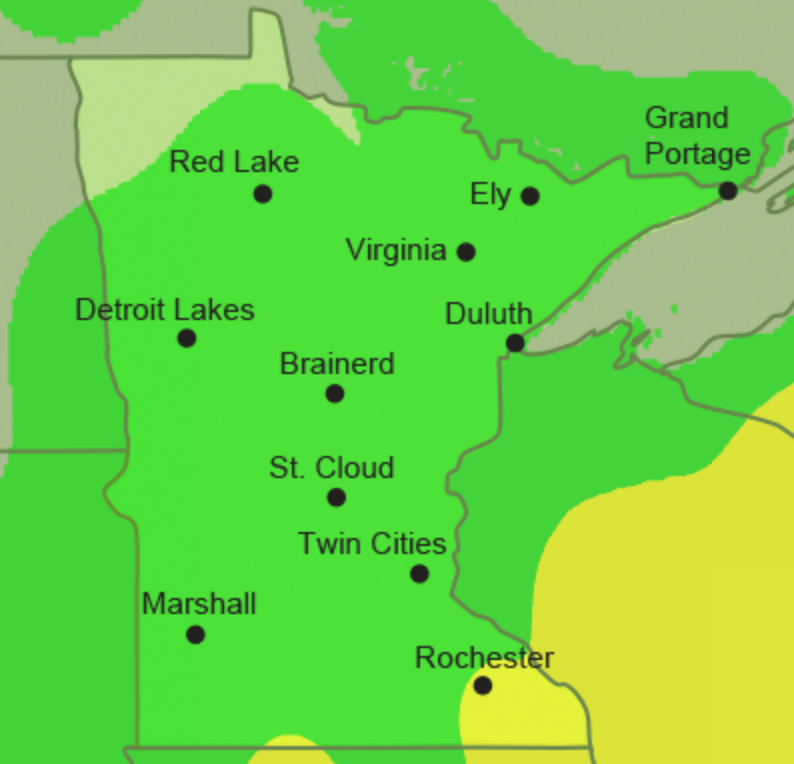 Grand
Portage
Red Lake
Ely
Virginia
Detroit Lakes
Duluth
Brainerd
St. Cloud
Twin Cities
Marshall
Rochester